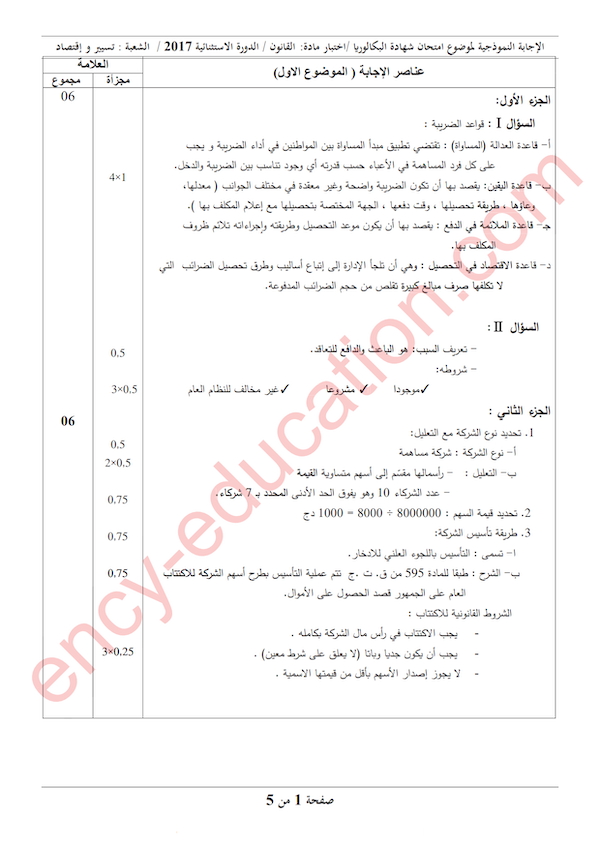 الإجابة النموذجية لموضوع امتحان شهادة البكالوريا /اختبار مادة: القانون / الدورة الاستثنائية 2017 / الشعبة : تسيير و إقتصاد
العلامة
عناصر الإجابة ( الموضوع الاول)
مجموع
مجزأة
06
الجزء الأول:
السؤال I : قواعد الضريبة :
4×1
أ- قاعدة العدالة (المساواة) : تقتضي تطبيق مبدأ المساواة بين المواطنين في أداء الضريبة و يجب
على كل فرد المساهمة في الأعباء حسب قدرته أي وجود تناسب بين الضريبة والدخل.
ب- قاعدة اليقين: يقصد بها أن تكون الضريبة واضحة وغير معقدة في مختلف الجوانب ( معدلها،
وعاؤها ، طريقة تحصيلها ، وقت دفعها ، الجهة المختصة بتحصيلها مع إعلام المكلف بها ).
جـ- قاعدة الملائمة في الدفع : يقصد بها أن يكون موعد التحصيل وطريقته وإجراءاته تلائم ظروف
المكلف بها.
د- قاعدة الاقتصاد في التحصيل : وهي أن تلجأ الإدارة إلى إتباع أساليب وطرق تحصيل الضرائب التي
لا تكلفها صرف مبالغ كبيرة تقلص من حجم الضرائب المدفوعة.
السؤال II :
0.5
- تعريف السبب: هو الباعث والدافع للتعاقد.
- شروطه:
3×0.5
✓موجودا ✓مشروعا ✓غير مخالف للنظام العام
06
الجزء الثاني :
1. تحديد نوع الشركة مع التعليل:
0.5
أ- نوع الشركة : شركة مساهمة
2×0.5
ب- التعليل : - رأسمالها مقسّم إلى أسهم متساوية القيمة
- عدد الشركاء 10 وهو يفوق الحد الأدنى المحدد بـ 7 شركاء.
0.75
2. تحديد قيمة السهم : 8000000 ÷ 8000 = 1000 دج
0.75
3. طريقة تأسيس الشركة:
ا- تسمى : التأسيس باللجوء العلني للادخار.
0.75
ب- الشرح : طبقا للمادة 595 من ق. ت .ج تتم عملية التأسيس بطرح أسهم الشركة للاكتتاب
العام على الجمهور قصد الحصول على الأموال.
الشروط القانونية للاكتتاب :
- يجب الاكتتاب في رأس مال الشركة بكامله .
3×0.25
- يجب أن يكون جديا وباتا (لا يعلق على شرط معين) .
- لا يجوز إصدار الأسهم بأقل من قيمتها الاسمية .
صفحة 1 من 5
ency-education.com